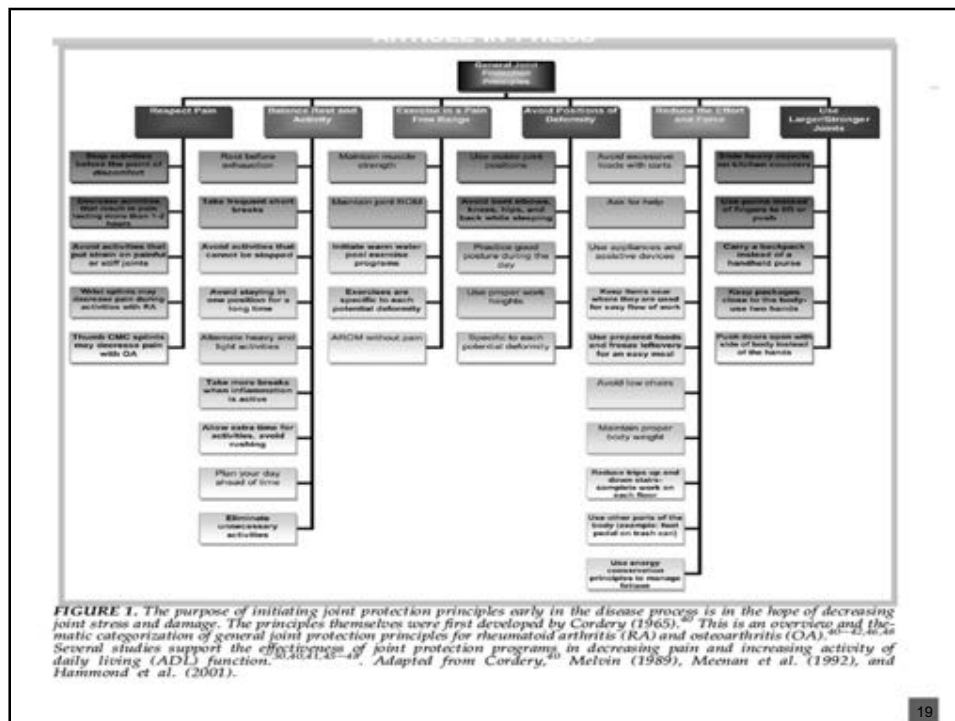 ARTICLE IN PRESS
General Joint
Protection
Principles
Respect Pain
Balance Rest and
Activity
Exercise in a Pain
Free Range
Avoid Positions of
Deformity
Reduce the Effort
and Force
Use
Larger/Stronger
Joints
Stop activities
before the point of
discomfort
Decrease activities
that result in pain
lasting more than 1-2
hours
Avoid activities that
put strain on painful
or stiff joints
Wrist splints may
decrease pain during
activities with RA
Thumb CMC splints
may decrease pain
with OA
Rest before
exhaustion
Take frequent short
breaks
Avoid activities that
cannot be stopped
Avoid staying in
one position for a
long time
Alternate heavy and
light activities
Take more breaks
when inflammation
is active
Allow extra time for
activities, avoid
rushing
Plan your day
ahead of time
Eliminate
unnecessary
activities
Maintain muscle
strength
Maintain joint ROM
Initiate warm water
pool exercise
programs
Exercises are
specific to each
potential deformity
AROM without pain
Use stable joint
positions
Avoid bent elbows,
knees, hips, and
back while sleeping
Practice good
posture during the
day
Use proper work
heights
Specific to each
potential deformity
Avoid excessive
loads with carts
Ask for help
Use appliances and
assistive devices
Keep items near
where they are used
for easy flow of work
Use prepared foods
and freeze leftovers
for an easy meal
Avoid low chairs
Maintain proper
body weight
Reduce trips up and
down stairs-
complete work on
each floor
Use other parts of the
body (example: foot
pedal on trash can)
Use energy
conservation
principles to manage
fatigue
Slide heavy objects
on kitchen counters
Use palms instead
of fingers to lift or
push
Carry a backpack
instead of a
handheld purse
Keep packages
close to the body-
use two hands
Push doors open with
side of body instead
of the hands
FIGURE 1. The purpose of initiating joint protection principles early in the disease process is in the hope of decreasing
joint stress and damage. The principles themselves were first developed by Cordery (1965).40 This is an overview and the-
matic categorization of general joint protection principles for rheumatoid arthritis (RA) and osteoarthritis (OA).
Several studies support the effectiveness of joint protection programs in decreasing pain and increasing activity of
daily living (ADL) function. Adapted from Cordery,40 Melvin (1989), Meenan et al. (1992), and
Hammond et al. (2001).
19